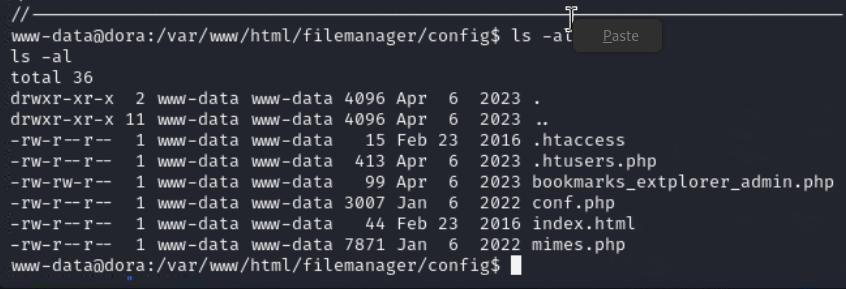 //
www-data@dora:/var/www/html/filemanager/config$ ls -al
Paste
ls -al
total 36
drwxr-xr-x  2 www-data www-data 4096 Apr  6  2023 .
drwxr-xr-x 11 www-data www-data 4096 Apr  6  2023 ..
-rw-r--r--  1 www-data www-data   15 Feb 23  2016 .htaccess
-rw-r--r--  1 www-data www-data  413 Apr  6  2023 .htusers.php
-rw-rw-r--  1 www-data www-data   99 Apr  6  2023 bookmarks_extplorer_admin.php
-rw-r--r--  1 www-data www-data 3007 Jan  6  2022 conf.php
-rw-r--r--  1 www-data www-data   44 Feb 23  2016 index.html
-rw-r--r--  1 www-data www-data 7871 Jan  6  2022 mimes.php
www-data@dora:/var/www/html/filemanager/config$